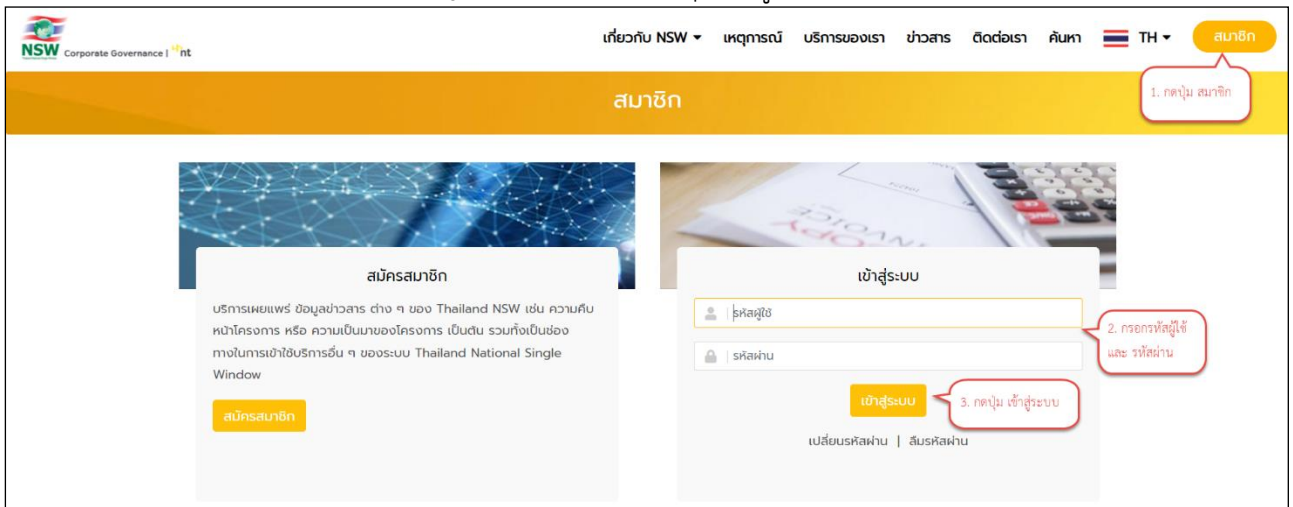 NSW Corporate Governance | nt
เกี่ยวกับ NSW เหตุการณ์ บริการของเรา ข่าวสาร ติดต่อเรา ค้นหา TH สมาชิก
1. กดปุ่ม สมาชิก
สมาชิก
INVOICE
COPY
สมัครสมาชิก
บริการเผยแพร่ ข้อมูลข่าวสาร ต่าง ๆ ของ Thailand NSW เช่น ความคืบ
หน้าโครงการ หรือ ความเป็นมาของโครงการ เป็นต้น รวมทั้งเป็นช่อง
ทางในการเข้าใช้บริการอื่น ๆ ของระบบ Thailand National Single
Window
สมัครสมาชิก
เข้าสู่ระบบ
รหัสผู้ใช้
รหัสผ่าน
2. กรอกรหัสผู้ใช้
และ รหัสผ่าน
เข้าสู่ระบบ
3. กดปุ่ม เข้าสู่ระบบ
เปลี่ยนรหัสผ่าน | ลืมรหัสผ่าน